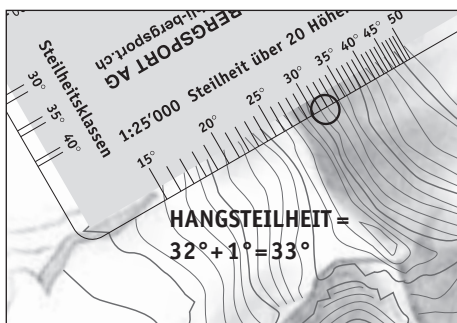 BERGSPORT AG
li-bergsport.ch
Steilheitsklassen
30°
35°
40°
1:25’000 Steilheit über 20 Höhe
15°
20°
25°
30°
35°
40°
45°
50
HANGSTEILHEIT =
32° + 1° = 33°